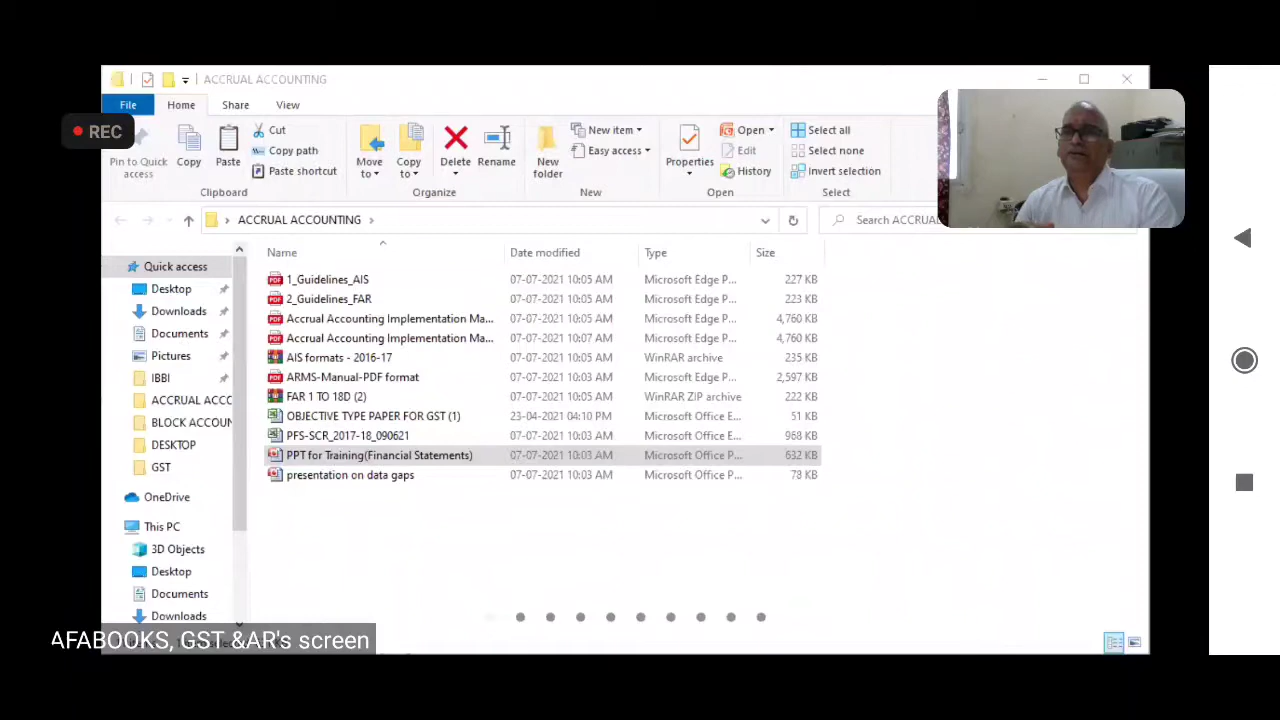 ACCRUAL ACCOUNTING
File Home Share View
REC
Pin to Quick access
Copy
Paste
Cut
Copy path
Paste shortcut
Clipboard
Move to
Copy to
Delete
Rename
Organize
New folder
New item
Easy access
New
Properties
Open
Edit
History
Open
Select all
Select none
Invert selection
Select
ACCRUAL ACCOUNTING
Search ACCRUA
Name Date modified Type Size
Quick access
Desktop
Downloads
Documents
Pictures
IBBI
ACCRUAL ACCC
BLOCK ACCOUN
DESKTOP
GST
OneDrive
This PC
3D Objects
Desktop
Documents
Downloads
1_Guidelines_AIS 07-07-2021 10:05 AM Microsoft Edge P... 227 KB
2_Guidelines_FAR 07-07-2021 10:05 AM Microsoft Edge P... 223 KB
Accrual Accounting Implementation Ma... 07-07-2021 10:05 AM Microsoft Edge P... 4,760 KB
Accrual Accounting Implementation Ma... 07-07-2021 10:07 AM Microsoft Edge P... 4,760 KB
AIS formats - 2016-17 07-07-2021 10:05 AM WinRAR archive 235 KB
ARMS-Manual-PDF format 07-07-2021 10:03 AM Microsoft Edge P... 2,597 KB
FAR 1 TO 18D (2) 07-07-2021 10:05 AM WinRAR ZIP archive 222 KB
OBJECTIVE TYPE PAPER FOR GST (1) 23-04-2021 04:10 PM Microsoft Office E... 51 KB
PFS-SCR_2017-18_090621 07-07-2021 10:03 AM Microsoft Office E... 968 KB
PPT for Training(Financial Statements) 07-07-2021 10:03 AM Microsoft Office P... 632 KB
presentation on data gaps 07-07-2021 10:03 AM Microsoft Office P... 78 KB
AFABOOKS, GST &AR's screen